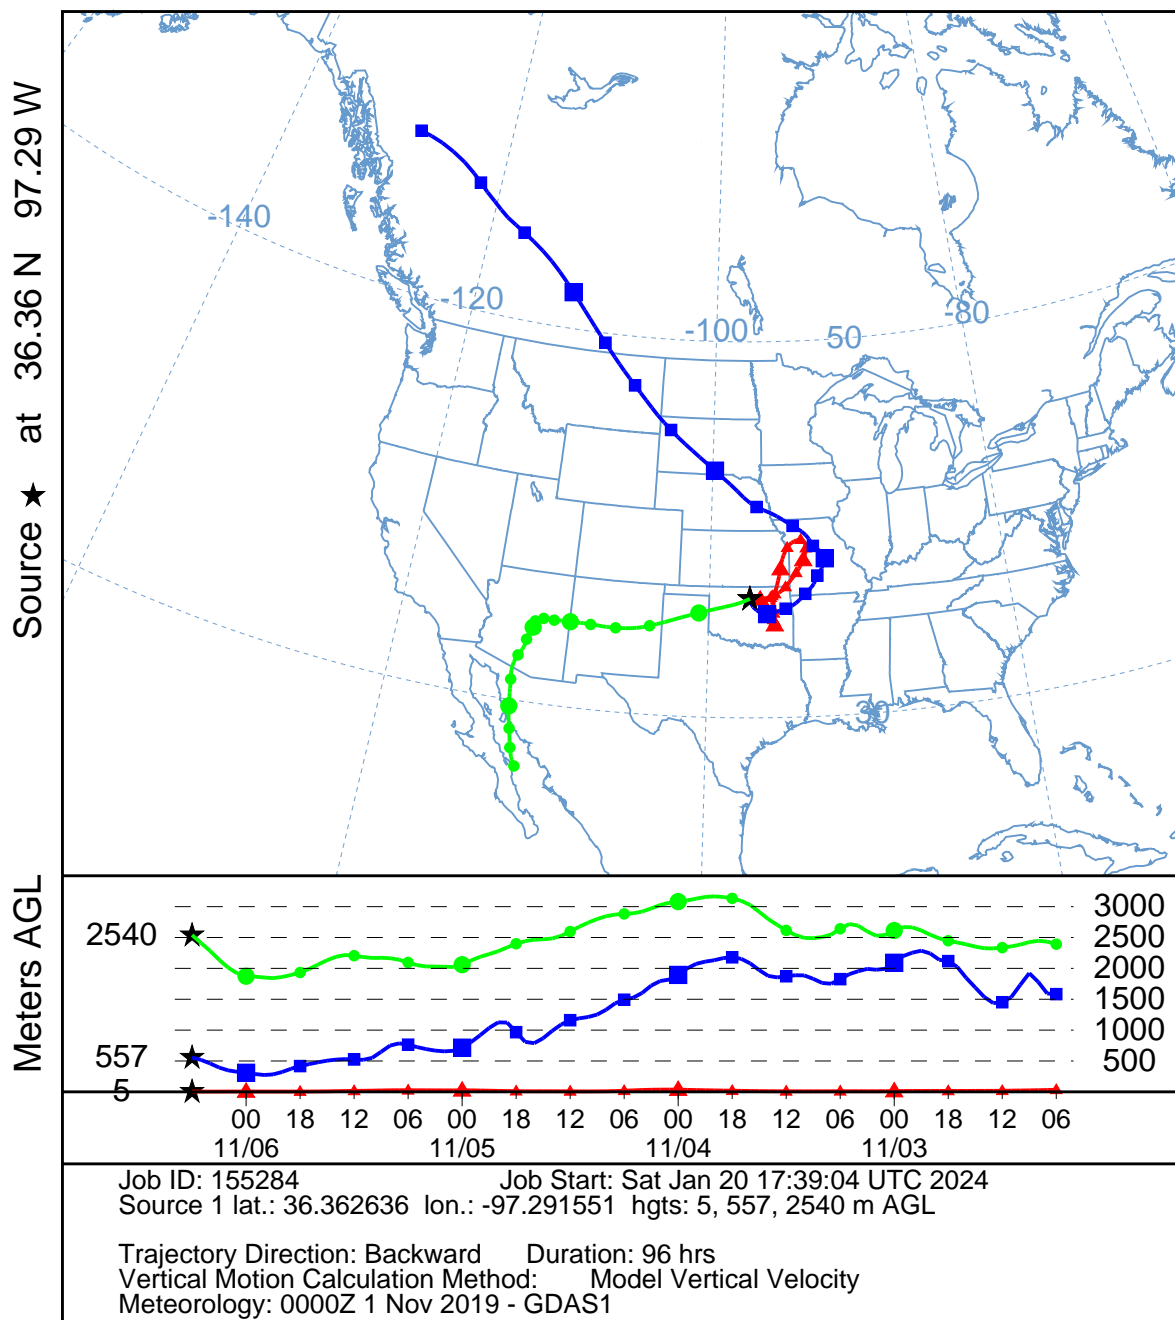 Source ★ at 36.36 N 97.29 W
-140
-120
-100
50
-80
30
Meters AGL
2540
557
5
3000
2500
2000
1500
1000
500
00 18 12 06 00 18 12 06 00 18 12 06 00 18 12 06
11/06 11/05 11/04 11/03
Job ID: 155284 Job Start: Sat Jan 20 17:39:04 UTC 2024
Source 1 lat.: 36.362636 lon.: -97.291551 hgts: 5, 557, 2540 m AGL
Trajectory Direction: Backward Duration: 96 hrs
Vertical Motion Calculation Method: Model Vertical Velocity
Meteorology: 0000Z 1 Nov 2019 - GDAS1